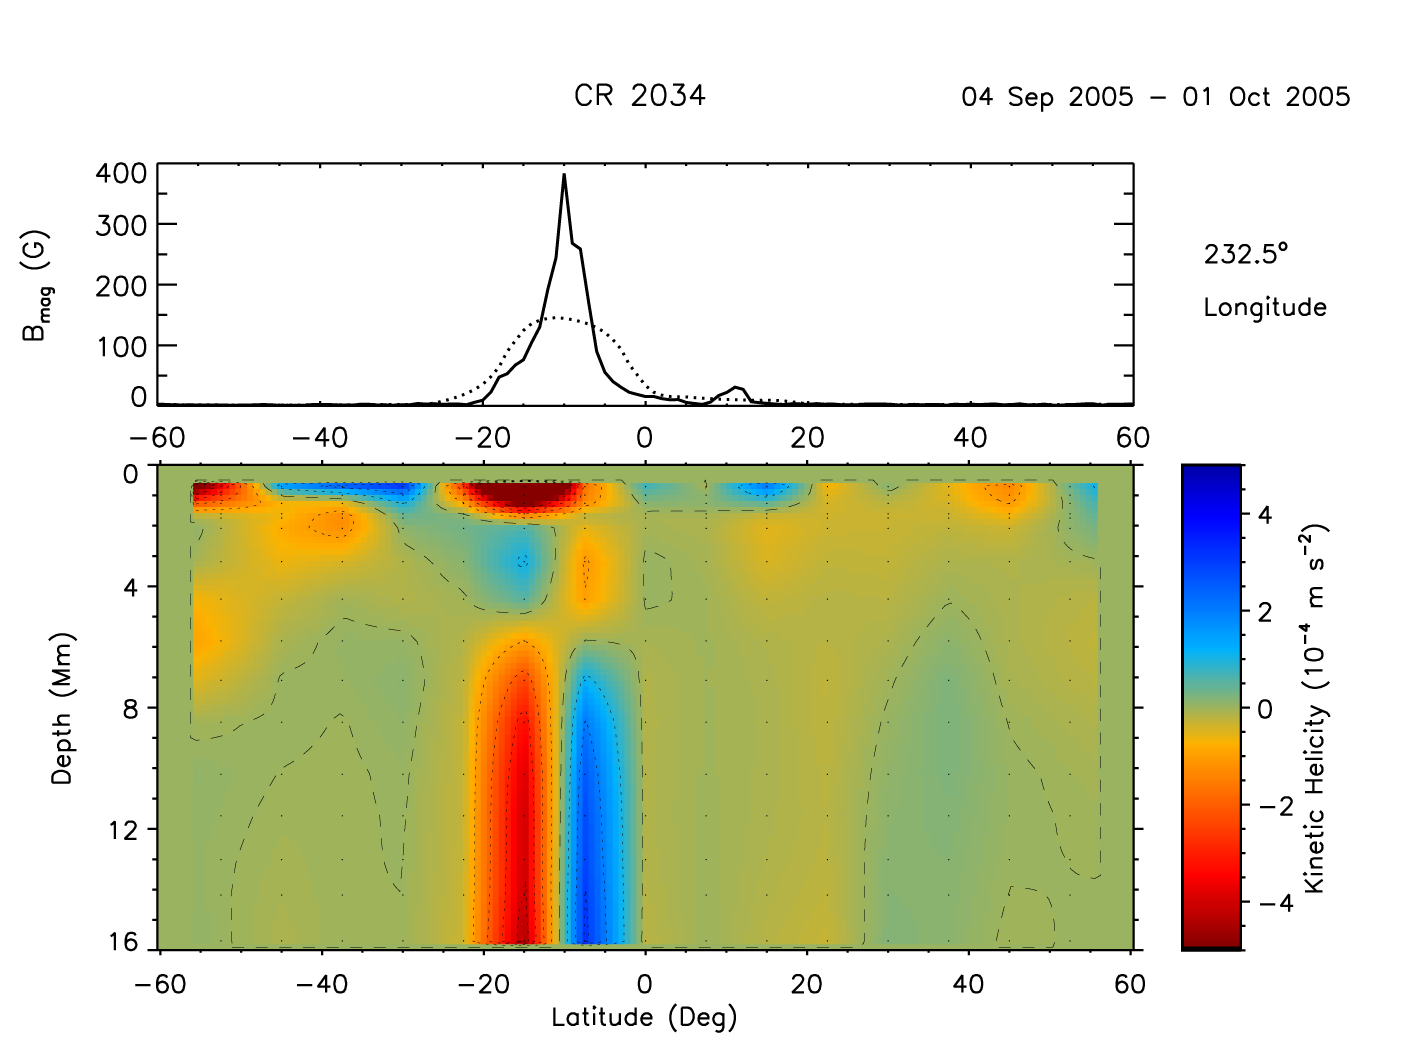 CR 2034
04 Sep 2005 – 01 Oct 2005
400
300
200
100
0
B_mag (G)
232.5°
Longitude
−60 −40 −20 0 20 40 60
0
4
8
12
16
Depth (Mm)
−60 −40 −20 0 20 40 60
Latitude (Deg)
4
2
0
−2
−4
Kinetic Helicity (10⁻⁴ m s⁻²)